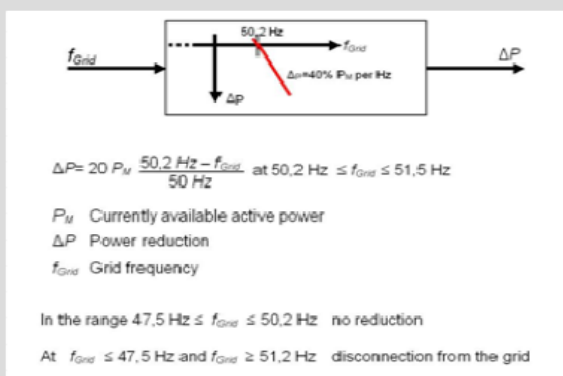 50,2 Hz
fGrid
fGrid
ΔP
ΔP=40% PM per Hz
ΔP
ΔP= 20 PM (50,2 Hz – fGrid) / 50 Hz at 50,2 Hz ≤ fGrid ≤ 51,5 Hz
PM Currently available active power
ΔP Power reduction
fGrid Grid frequency
In the range 47,5 Hz ≤ fGrid ≤ 50,2 Hz no reduction
At fGrid ≤ 47,5 Hz and fGrid ≥ 51,2 Hz disconnection from the grid